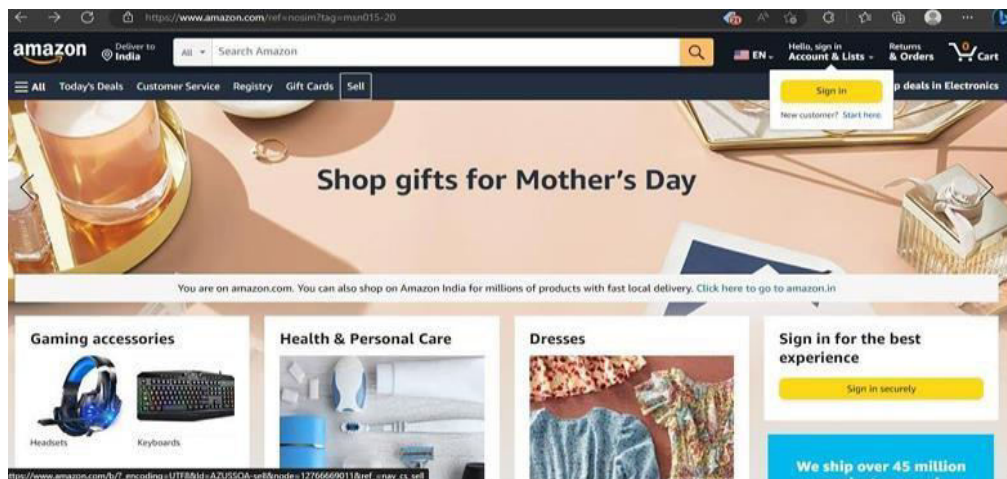 https://www.amazon.com/ref=nosim?tag=msn015-20
amazon
Deliver to
India
All
Search Amazon
EN
Hello, sign in
Account & Lists
Returns
& Orders
0
Cart
All
Today's Deals
Customer Service
Registry
Gift Cards
Sell
p deals in Electronics
Sign in
New customer? Start here.
Shop gifts for Mother's Day
You are on amazon.com. You can also shop on Amazon India for millions of products with fast local delivery. Click here to go to amazon.in
Gaming accessories
Headsets
Keyboards
Health & Personal Care
Dresses
Sign in for the best
experience
Sign in securely
We ship over 45 million